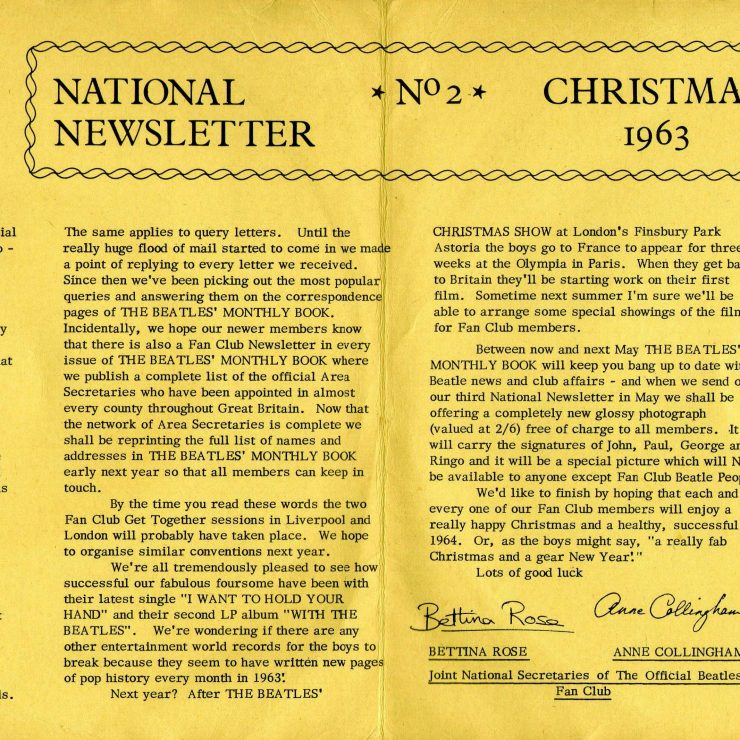 NATIONAL
NEWSLETTER
★ No 2 ★
CHRISTMA
1963
ial
o -
y
at
s
t
ls.
The same applies to query letters. Until the
really huge flood of mail started to come in we made
a point of replying to every letter we received.
Since then we've been picking out the most popular
queries and answering them on the correspondence
pages of THE BEATLES' MONTHLY BOOK.
Incidentally, we hope our newer members know
that there is also a Fan Club Newsletter in every
issue of THE BEATLES' MONTHLY BOOK where
we publish a complete list of the official Area
Secretaries who have been appointed in almost
every county throughout Great Britain. Now that
the network of Area Secretaries is complete we
shall be reprinting the full list of names and
addresses in THE BEATLES' MONTHLY BOOK
early next year so that all members can keep in
touch.
By the time you read these words the two
Fan Club Get Together sessions in Liverpool and
London will probably have taken place. We hope
to organise similar conventions next year.
We're all tremendously pleased to see how
successful our fabulous foursome have been with
their latest single "I WANT TO HOLD YOUR
HAND" and their second LP album "WITH THE
BEATLES". We're wondering if there are any
other entertainment world records for the boys to
break because they seem to have written new pages
of pop history every month in 1963!
Next year? After THE BEATLES'
CHRISTMAS SHOW at London's Finsbury Park
Astoria the boys go to France to appear for three
weeks at the Olympia in Paris. When they get ba
to Britain they'll be starting work on their first
film. Sometime next summer I'm sure we'll be
able to arrange some special showings of the film
for Fan Club members.
Between now and next May THE BEATLES'
MONTHLY BOOK will keep you bang up to date wit
Beatle news and club affairs - and when we send o
our third National Newsletter in May we shall be
offering a completely new glossy photograph
(valued at 2/6) free of charge to all members. It
will carry the signatures of John, Paul, George an
Ringo and it will be a special picture which will N
be available to anyone except Fan Club Beatle Peop
We'd like to finish by hoping that each and
every one of our Fan Club members will enjoy a
really happy Christmas and a healthy, successful
1964. Or, as the boys might say, "a really fab
Christmas and a gear New Year!"
Lots of good luck
Bettina Rose
Anne Collingham
BETTINA ROSE
ANNE COLLINGHAM
Joint National Secretaries of The Official Beatles
Fan Club